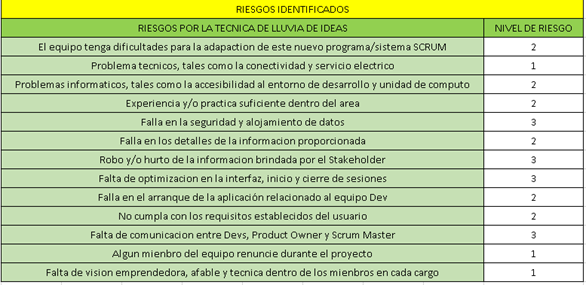 RIESGOS IDENTIFICADOS
RIESGOS POR LA TECNICA DE LLUVIA DE IDEAS NIVEL DE RIESGO
El equipo tenga dificultades para la adapaction de este nuevo programa/sistema SCRUM 2
Problema tecnicos, tales como la conectividad y servicio electrico 1
Problemas informaticos, tales como la accesibilidad al entorno de desarrollo y unidad de computo 2
Experiencia y/o practica suficiente dentro del area 2
Falla en la seguridad y alojamiento de datos 3
Falla en los detalles de la informacion proporcionada 2
Robo y/o hurto de la informacion brindada por el Stakeholder 3
Falta de optimizacion en la interfaz, inicio y cierre de sesiones 3
Falla en el arranque de la aplicación relacionado al equipo Dev 2
No cumpla con los requisitos establecidos del usuario 2
Falta de comunicacion entre Devs, Product Owner y Scrum Master 3
Algun mienbro del equipo renuncie durante el proyecto 1
Falta de vision emprendedora, afable y tecnica dentro de los mienbros en cada cargo 1